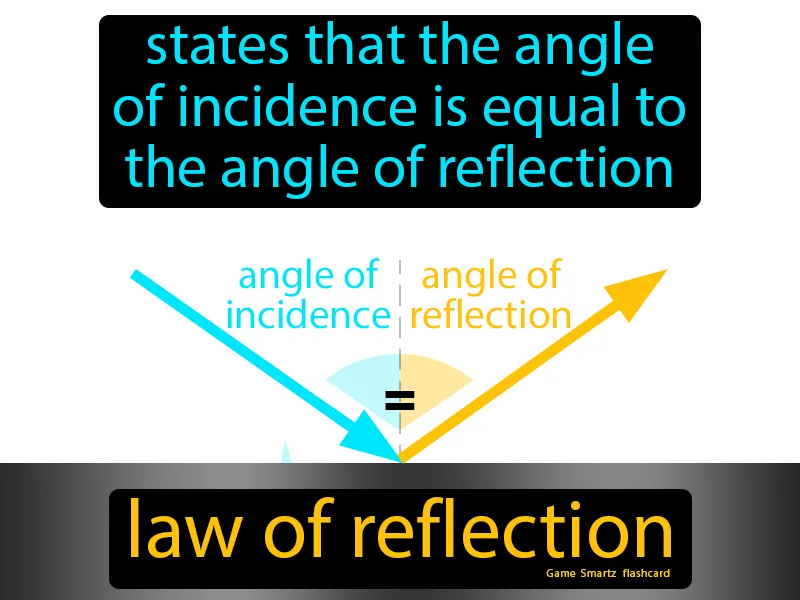 states that the angle
of incidence is equal to
the angle of reflection
angle of
incidence
angle of
reflection
=
law of reflection
Game Smartz flashcard